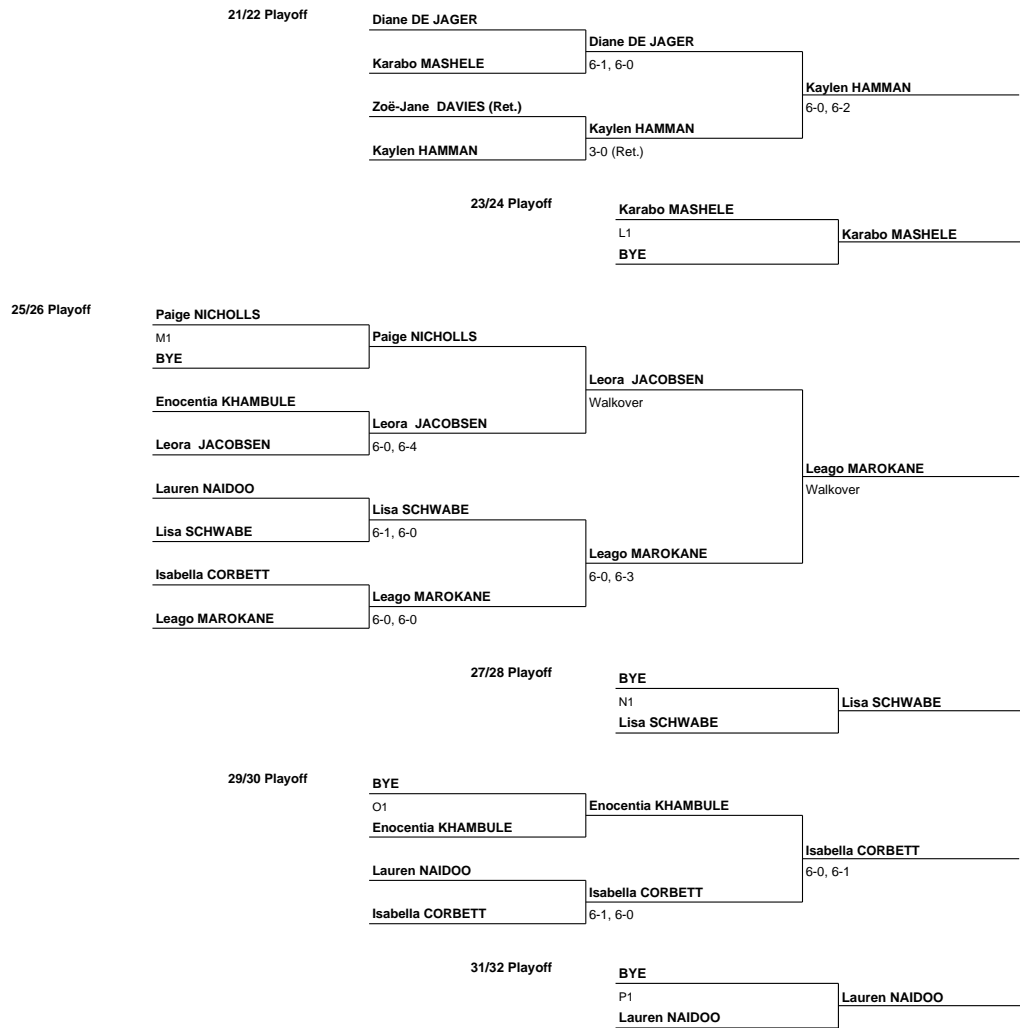 21/22 Playoff
Diane DE JAGER
Diane DE JAGER
Karabo MASHELE
6-1, 6-0
Kaylen HAMMAN
Zoë-Jane DAVIES (Ret.)
6-0, 6-2
Kaylen HAMMAN
Kaylen HAMMAN
3-0 (Ret.)
23/24 Playoff
Karabo MASHELE
L1
Karabo MASHELE
BYE
25/26 Playoff
Paige NICHOLLS
M1
Paige NICHOLLS
BYE
Leora JACOBSEN
Enocentia KHAMBULE
Walkover
Leora JACOBSEN
Leora JACOBSEN
6-0, 6-4
Leago MAROKANE
Lauren NAIDOO
Walkover
Lisa SCHWABE
Lisa SCHWABE
6-1, 6-0
Leago MAROKANE
Isabella CORBETT
6-0, 6-3
Leago MAROKANE
Leago MAROKANE
6-0, 6-0
27/28 Playoff
BYE
N1
Lisa SCHWABE
Lisa SCHWABE
29/30 Playoff
BYE
O1
Enocentia KHAMBULE
Enocentia KHAMBULE
Isabella CORBETT
Lauren NAIDOO
6-0, 6-1
Isabella CORBETT
Isabella CORBETT
6-1, 6-0
31/32 Playoff
BYE
P1
Lauren NAIDOO
Lauren NAIDOO